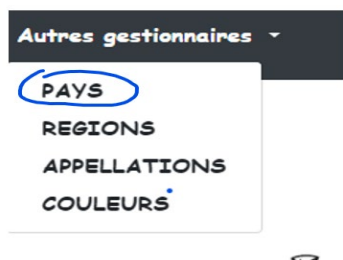 Autres gestionnaires
PAYS
REGIONS
APPELLATIONS
COULEURS